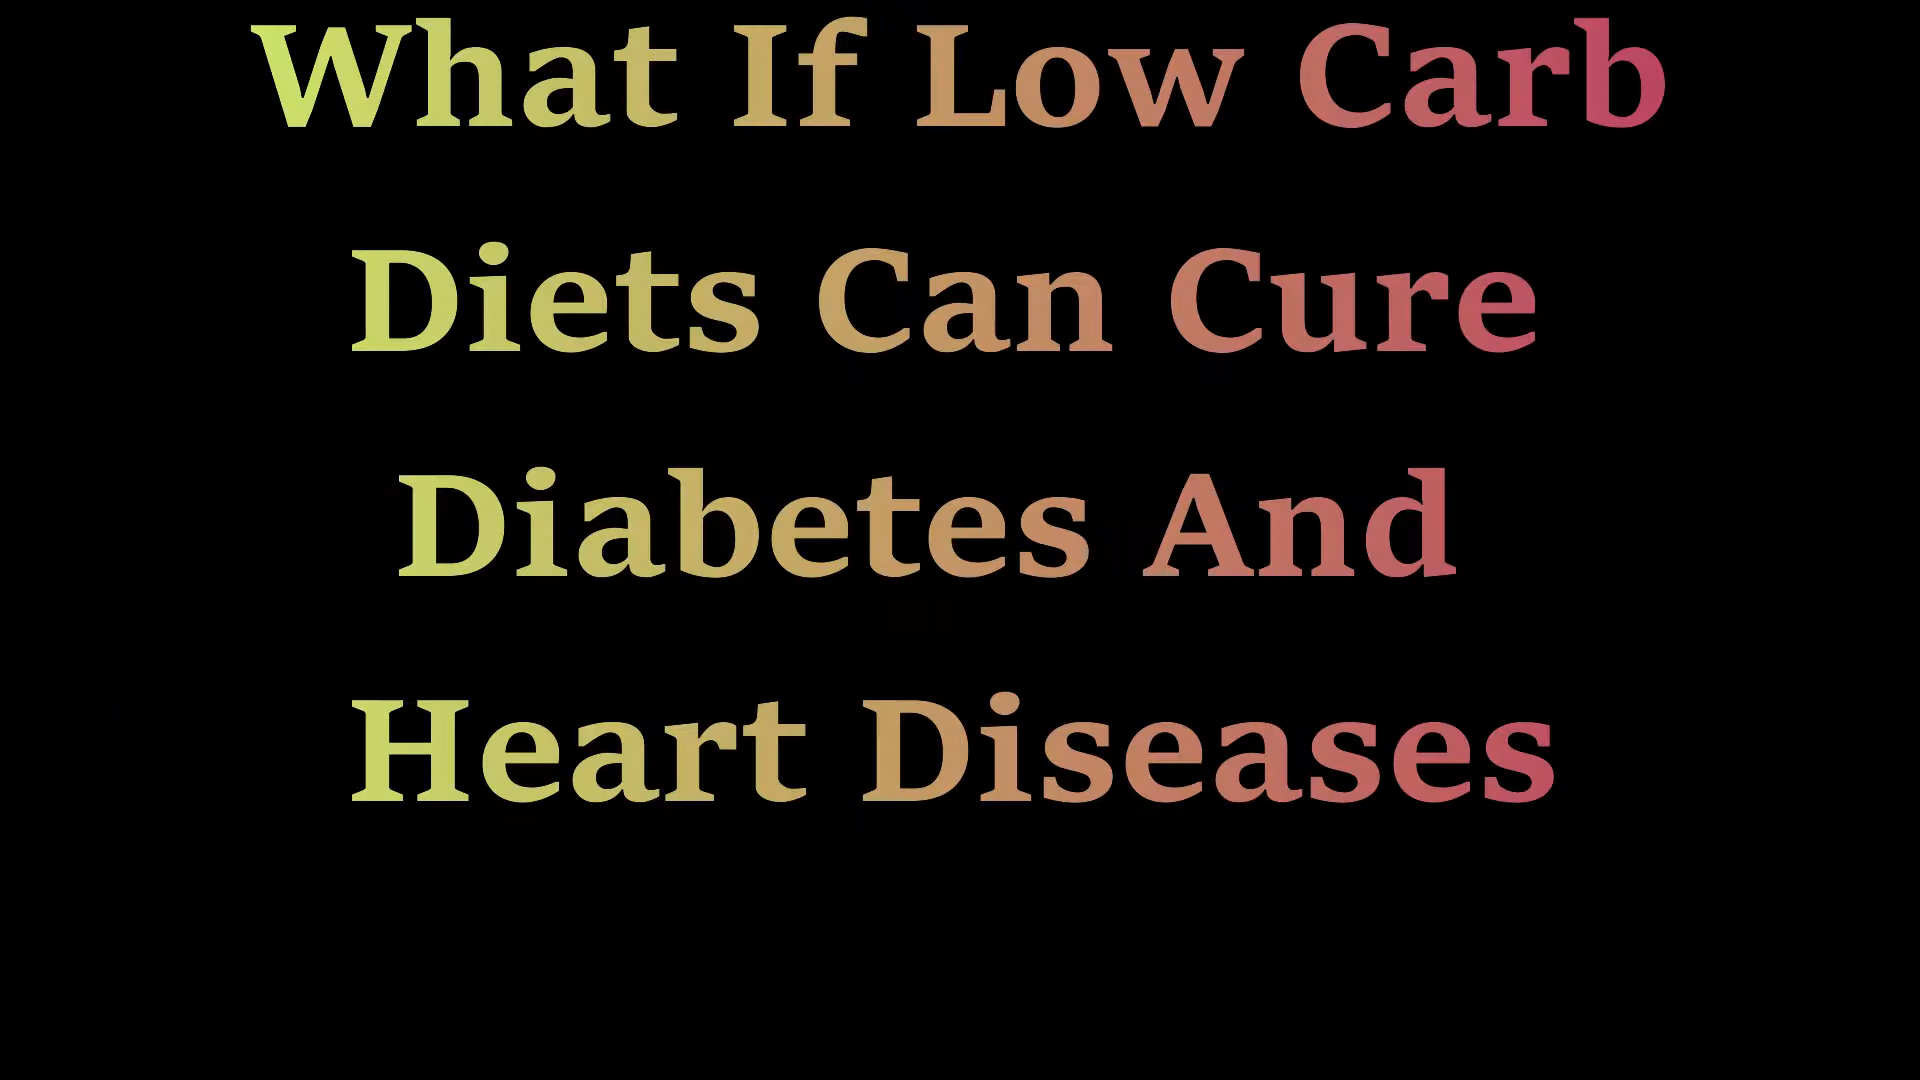 What If Low Carb
Diets Can Cure
Diabetes And
Heart Diseases